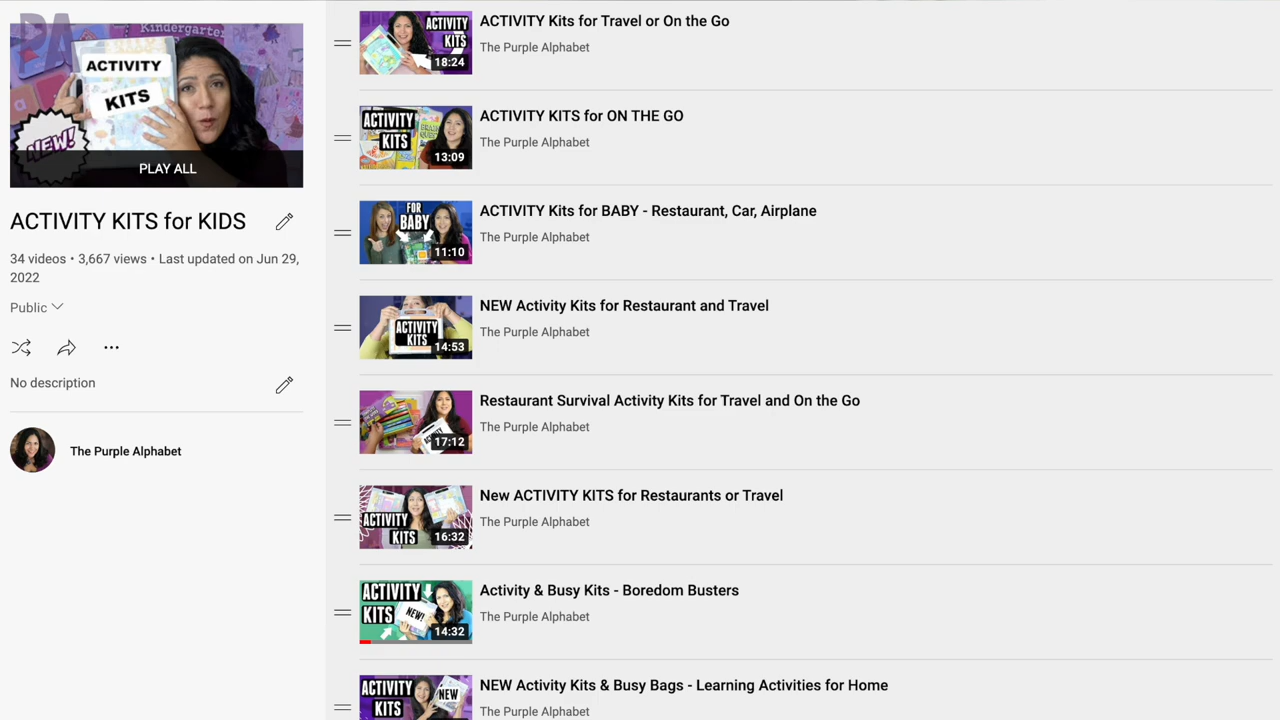 PA
Kindergarten
ACTIVITY
KITS
NEW!
PLAY ALL
ACTIVITY KITS for KIDS
34 videos • 3,667 views • Last updated on Jun 29,
2022
Public
No description
The Purple Alphabet
ACTIVITY
KITS
18:24
ACTIVITY Kits for Travel or On the Go
The Purple Alphabet
ACTIVITY
KITS
13:09
ACTIVITY KITS for ON THE GO
The Purple Alphabet
FOR
BABY
11:10
ACTIVITY Kits for BABY - Restaurant, Car, Airplane
The Purple Alphabet
ACTIVITY
KITS
14:53
NEW Activity Kits for Restaurant and Travel
The Purple Alphabet
17:12
Restaurant Survival Activity Kits for Travel and On the Go
The Purple Alphabet
ACTIVITY
KITS
16:32
New ACTIVITY KITS for Restaurants or Travel
The Purple Alphabet
ACTIVITY
KITS
NEW!
14:32
Activity & Busy Kits - Boredom Busters
The Purple Alphabet
ACTIVITY
KITS
NEW
NEW Activity Kits & Busy Bags - Learning Activities for Home
The Purple Alphabet